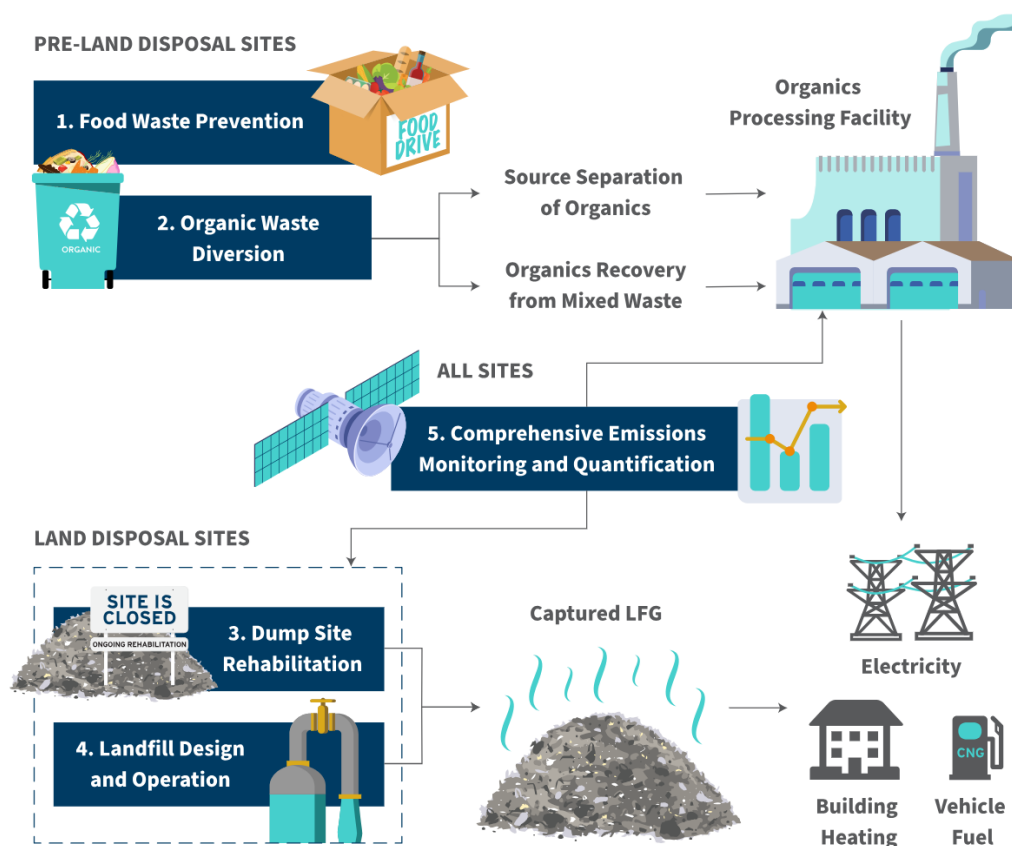 PRE-LAND DISPOSAL SITES
1. Food Waste Prevention
FOOD
DRIVE
ORGANIC
2. Organic Waste
Diversion
Source Separation
of Organics
Organics Recovery
from Mixed Waste
Organics
Processing Facility
ALL SITES
5. Comprehensive Emissions
Monitoring and Quantification
LAND DISPOSAL SITES
SITE IS
CLOSED
ONGOING REHABILITATION
3. Dump Site
Rehabilitation
4. Landfill Design
and Operation
Captured LFG
Electricity
CNG
Building
Heating
Vehicle
Fuel